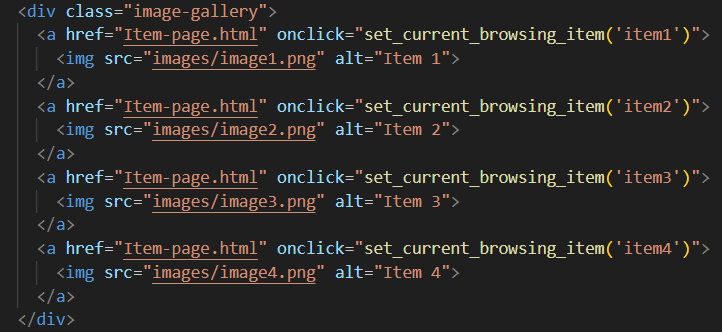 <div class="image-gallery">
<a href="Item-page.html" onclick="set_current_browsing_item('item1')">
<img src="images/image1.png" alt="Item 1">
</a>
<a href="Item-page.html" onclick="set_current_browsing_item('item2')">
<img src="images/image2.png" alt="Item 2">
</a>
<a href="Item-page.html" onclick="set_current_browsing_item('item3')">
<img src="images/image3.png" alt="Item 3">
</a>
<a href="Item-page.html" onclick="set_current_browsing_item('item4')">
<img src="images/image4.png" alt="Item 4">
</a>
</div>